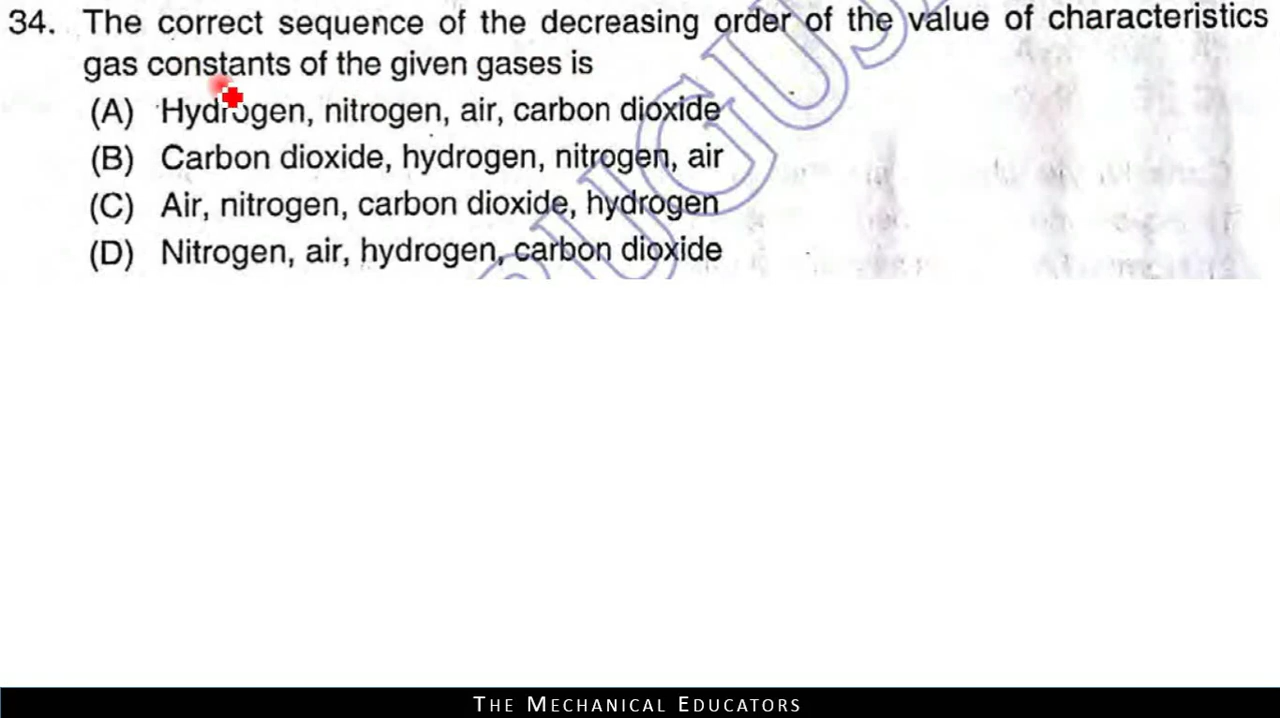 34. The correct sequence of the decreasing order of the value of characteristics
gas constants of the given gases is
(A) Hydrogen, nitrogen, air, carbon dioxide
(B) Carbon dioxide, hydrogen, nitrogen, air
(C) Air, nitrogen, carbon dioxide, hydrogen
(D) Nitrogen, air, hydrogen, carbon dioxide
THE MECHANICAL EDUCATORS